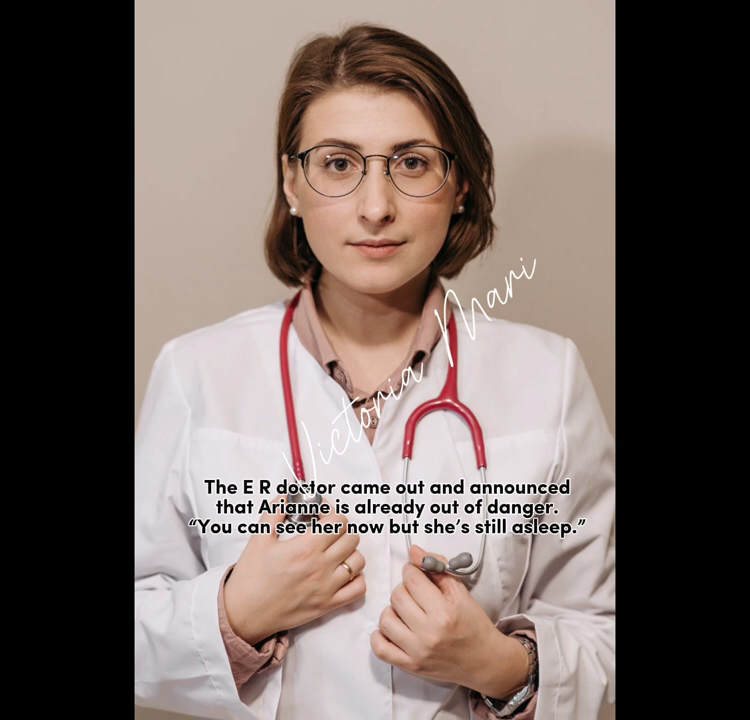 Victoria Mari
The E R doctor came out and announced
that Arianne is already out of danger.
“You can see her now but she’s still asleep.”